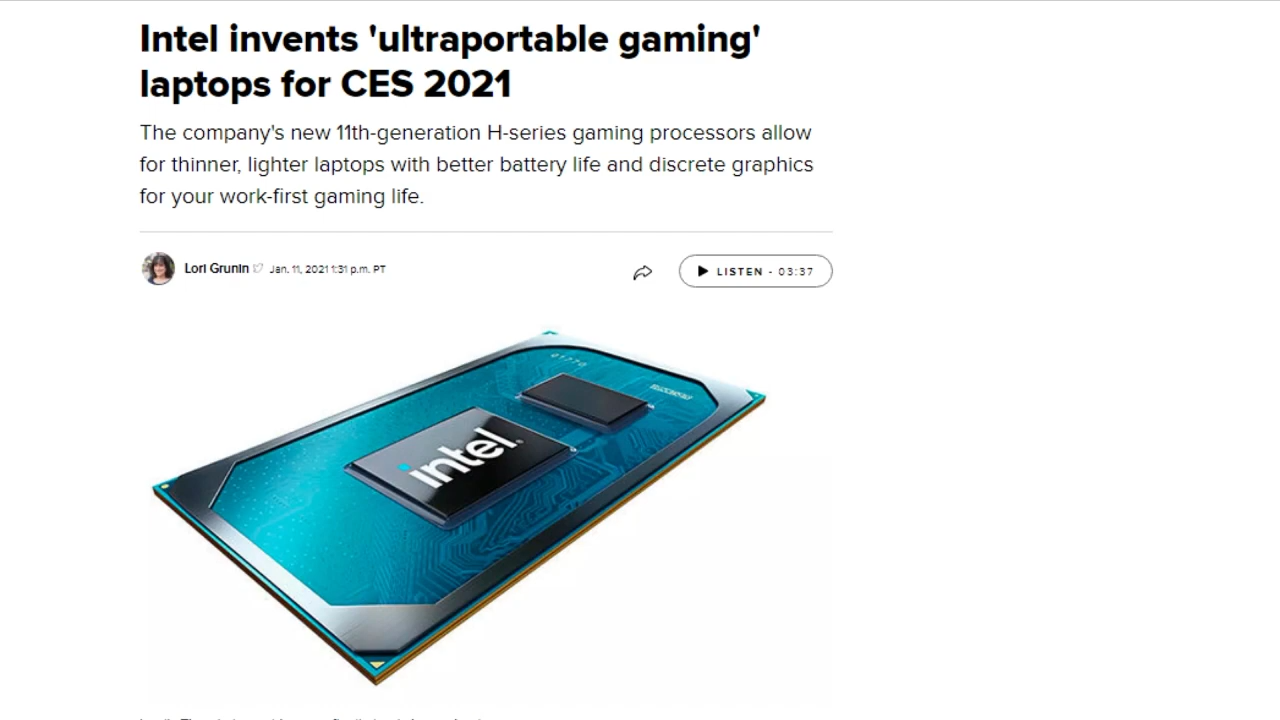 Intel invents 'ultraportable gaming'
laptops for CES 2021
The company's new 11th-generation H-series gaming processors allow
for thinner, lighter laptops with better battery life and discrete graphics
for your work-first gaming life.
Lori Grunin Jan. 11, 2021 1:31 p.m. PT
LISTEN - 03:37
intel